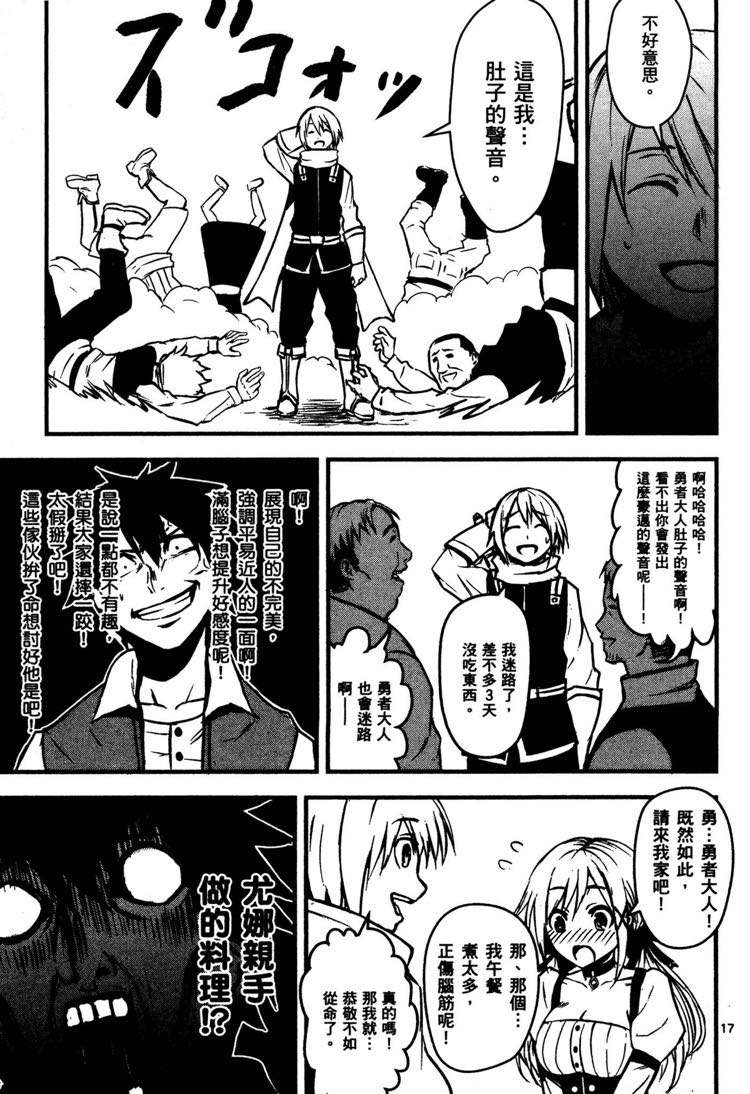 不好意思。
這是我…
肚子的聲音。
ズコオッ
啊哈哈哈哈！
勇者大人肚子的聲音啊！
看不出你會發出
這麼豪邁的聲音呢——！
我迷路了，
差不多3天
沒吃東西。
勇者大人
也會迷路
啊——
啊！
展現自己的不完美，
強調平易近人的一面啊！
滿腦子想提升好感度呢！
是說一點都不有趣，
結果大家還摔一跤！
太假掰了吧！
這些傢伙拚了命想討好他是吧！
勇…勇者大人！
既然如此，
請來我家吧！
那、那個…
我午餐
煮太多，
正傷腦筋呢！
真的嗎！
那我就…
恭敬不如
從命了。
尤娜親手
做的料理!?
17